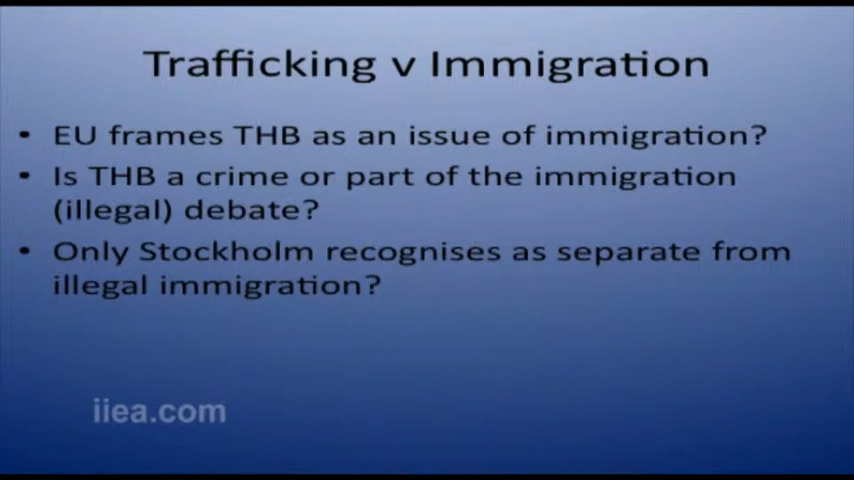 Trafficking v Immigration
• EU frames THB as an issue of immigration?
• Is THB a crime or part of the immigration
(illegal) debate?
• Only Stockholm recognises as separate from
illegal immigration?
iiea.com